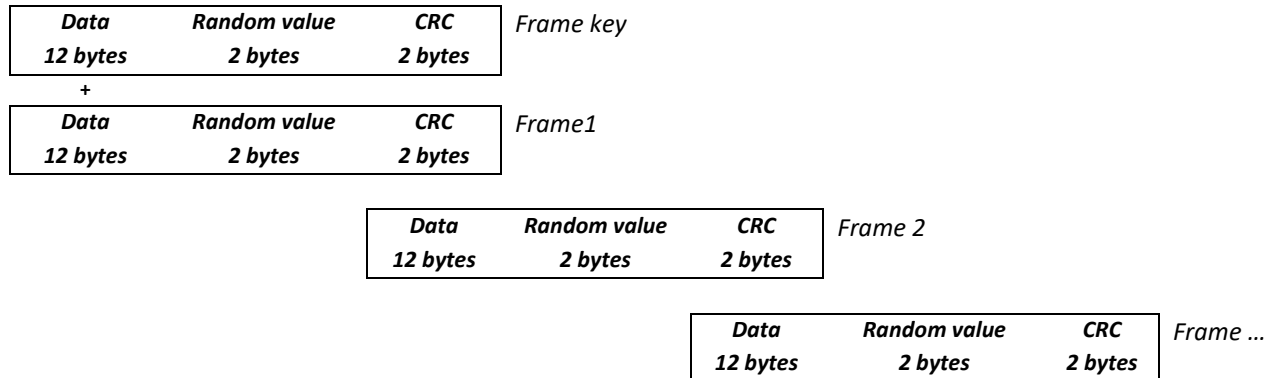 Data Random value CRC Frame key
12 bytes 2 bytes 2 bytes
+
Data Random value CRC Frame1
12 bytes 2 bytes 2 bytes
Data Random value CRC Frame 2
12 bytes 2 bytes 2 bytes
Data Random value CRC Frame ...
12 bytes 2 bytes 2 bytes